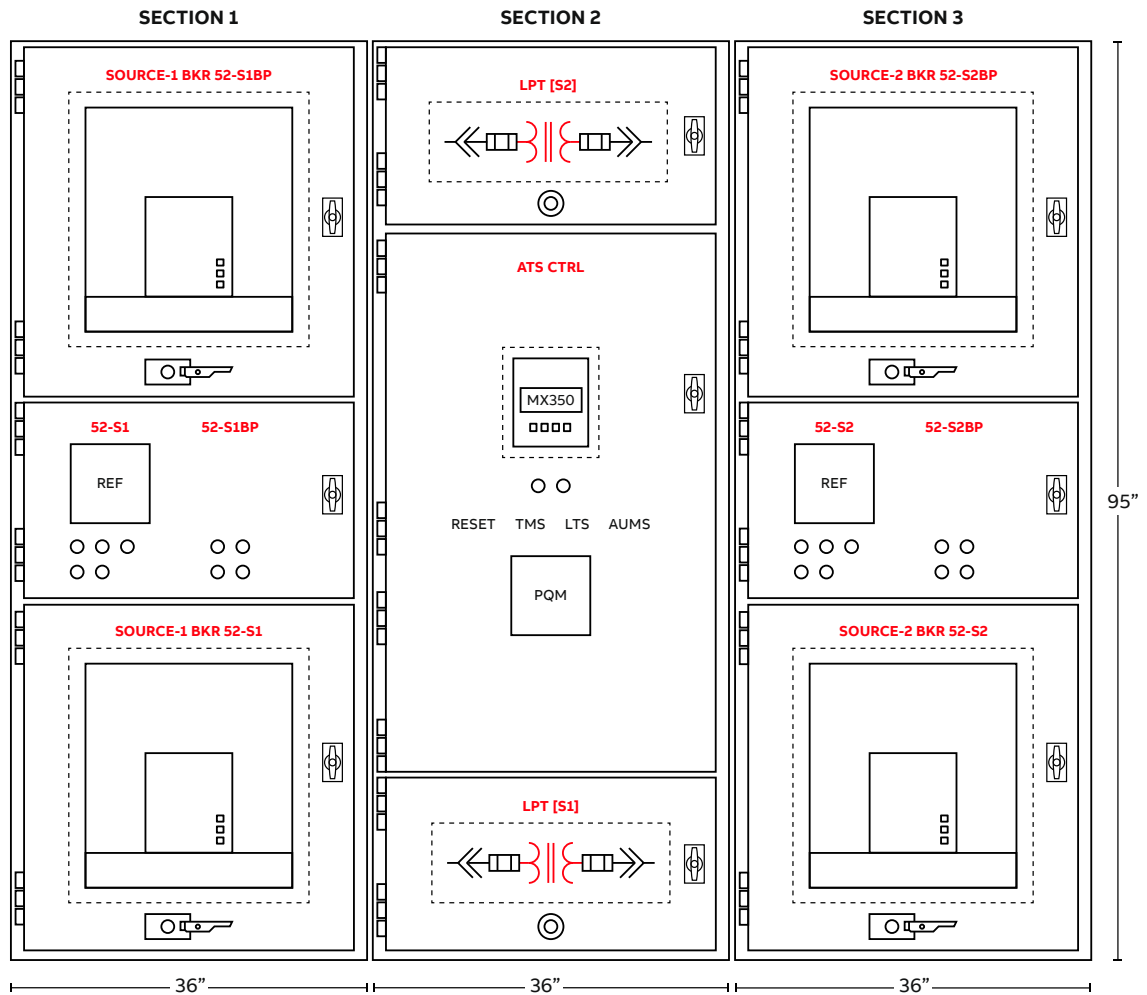 SECTION 1
SECTION 2
SECTION 3
SOURCE-1 BKR 52-S1BP
LPT [S2]
SOURCE-2 BKR 52-S2BP
ATS CTRL
MX350
52-S1
52-S1BP
REF
RESET
TMS
LTS
AUMS
PQM
52-S2
52-S2BP
REF
95”
SOURCE-1 BKR 52-S1
SOURCE-2 BKR 52-S2
LPT [S1]
36”
36”
36”